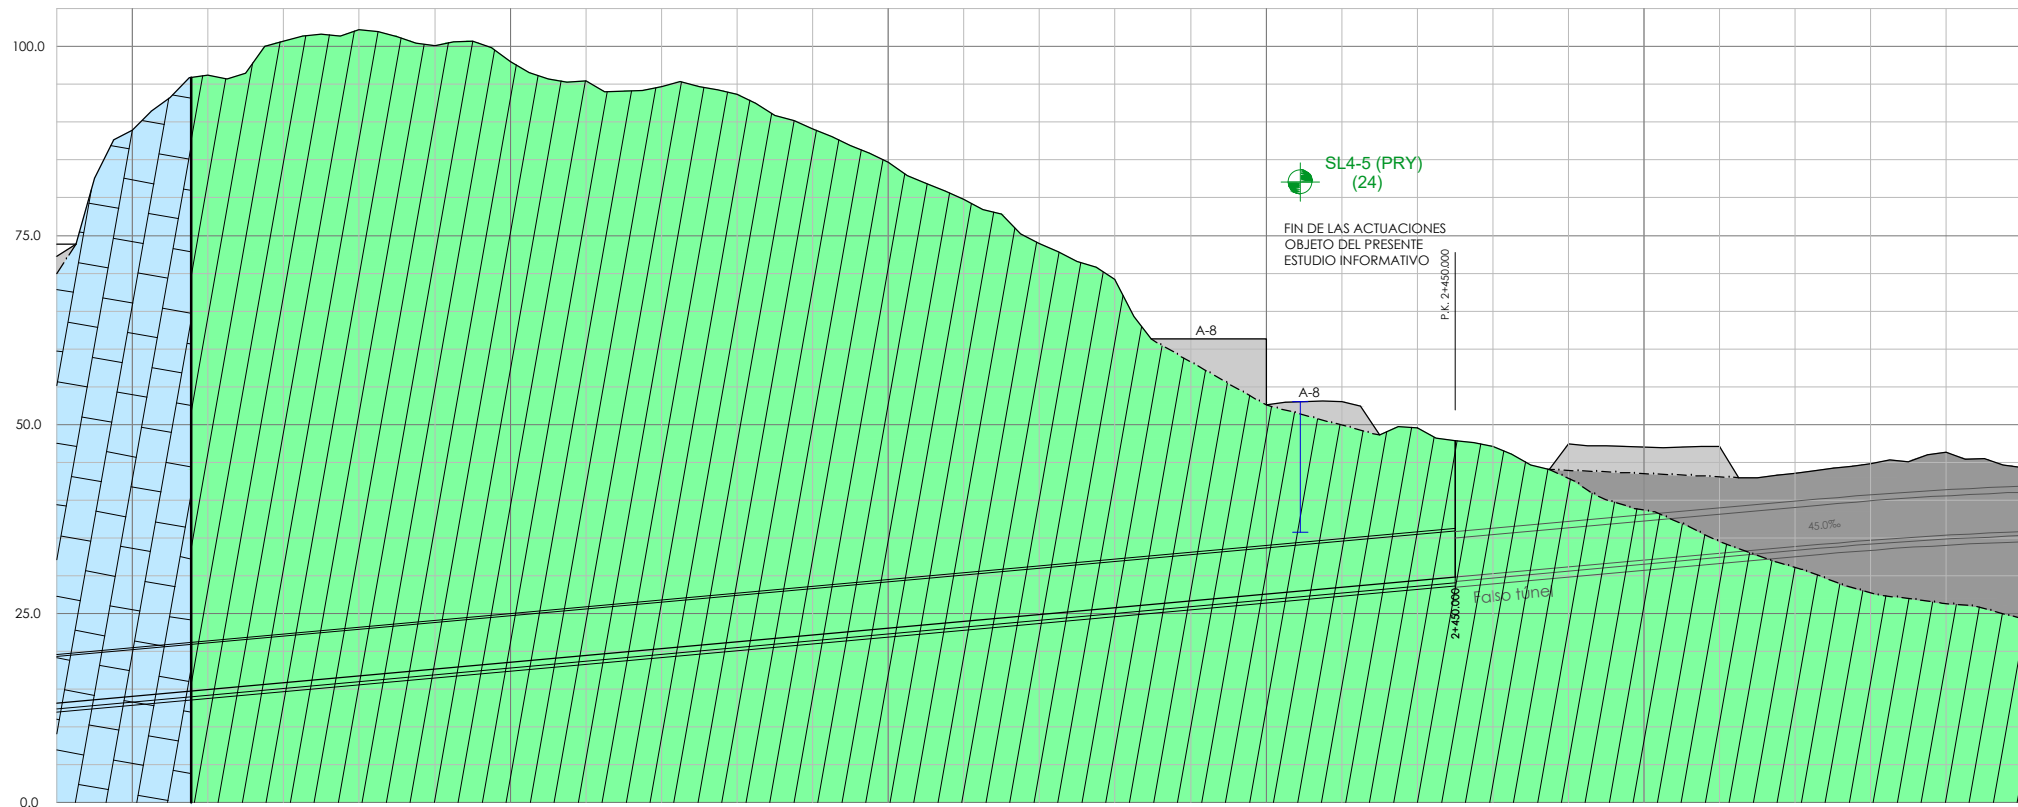 100.0
75.0
50.0
25.0
0.0
SL4-5 (PRY)
(24)
FIN DE LAS ACTUACIONES
OBJETO DEL PRESENTE
ESTUDIO INFORMATIVO
P.K. 2+450.000
A-8
A-8
45.0‰
Falso túnel
2+450.000